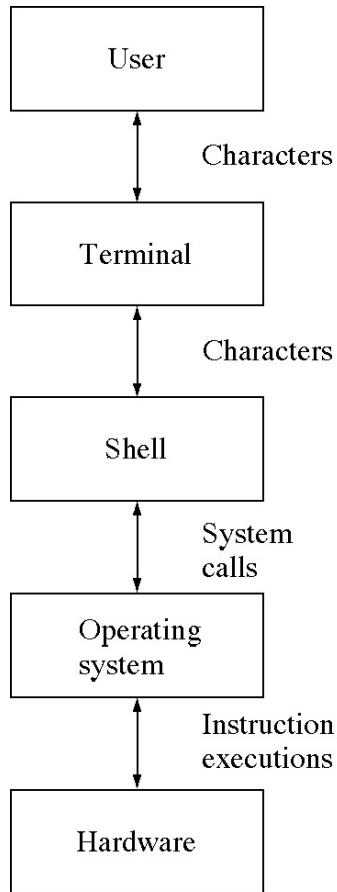 User
Characters
Terminal
Characters
Shell
System
calls
Operating
system
Instruction
executions
Hardware